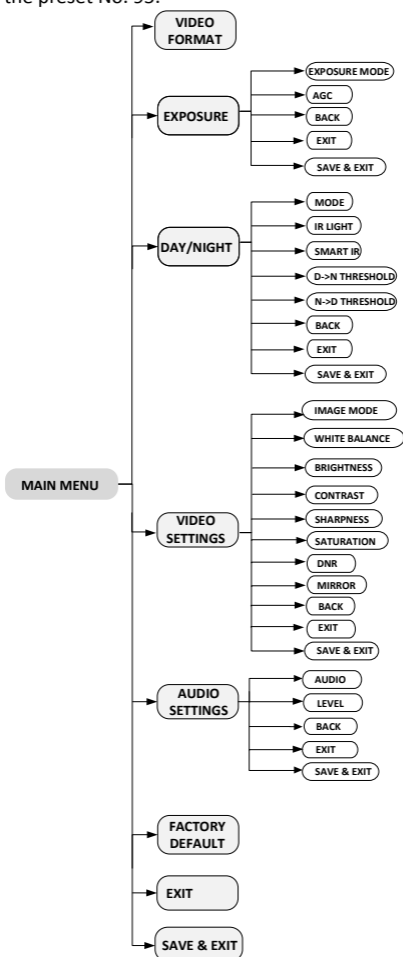 the preset No. 95.
VIDEO
FORMAT
EXPOSURE
EXPOSURE MODE
AGC
BACK
EXIT
SAVE & EXIT
DAY/NIGHT
MODE
IR LIGHT
SMART IR
D->N THRESHOLD
N->D THRESHOLD
BACK
EXIT
SAVE & EXIT
MAIN MENU
VIDEO
SETTINGS
IMAGE MODE
WHITE BALANCE
BRIGHTNESS
CONTRAST
SHARPNESS
SATURATION
DNR
MIRROR
BACK
EXIT
SAVE & EXIT
AUDIO
SETTINGS
AUDIO
LEVEL
BACK
EXIT
SAVE & EXIT
FACTORY
DEFAULT
EXIT
SAVE & EXIT